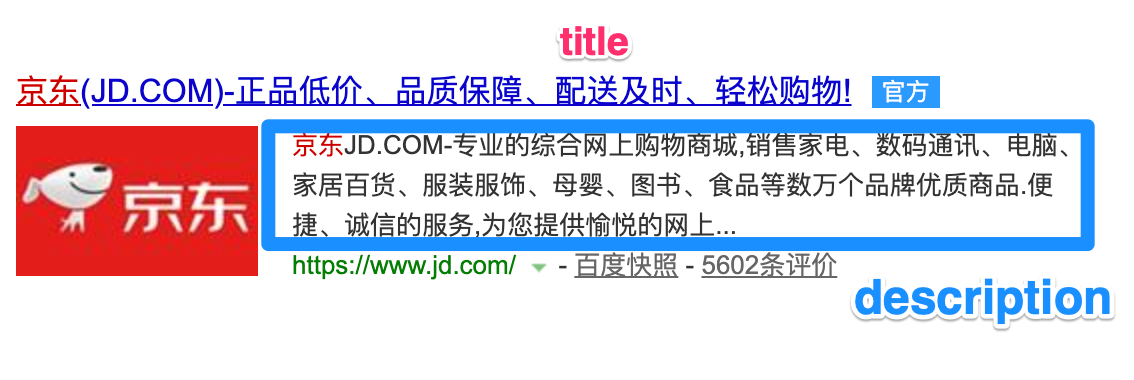 title
京东(JD.COM)-正品低价、品质保障、配送及时、轻松购物! 官方
京东
京东JD.COM-专业的综合网上购物商城,销售家电、数码通讯、电脑、
家居百货、服装服饰、母婴、图书、食品等数万个品牌优质商品.便
捷、诚信的服务,为您提供愉悦的网上...
https://www.jd.com/ - 百度快照 - 5602条评价
description